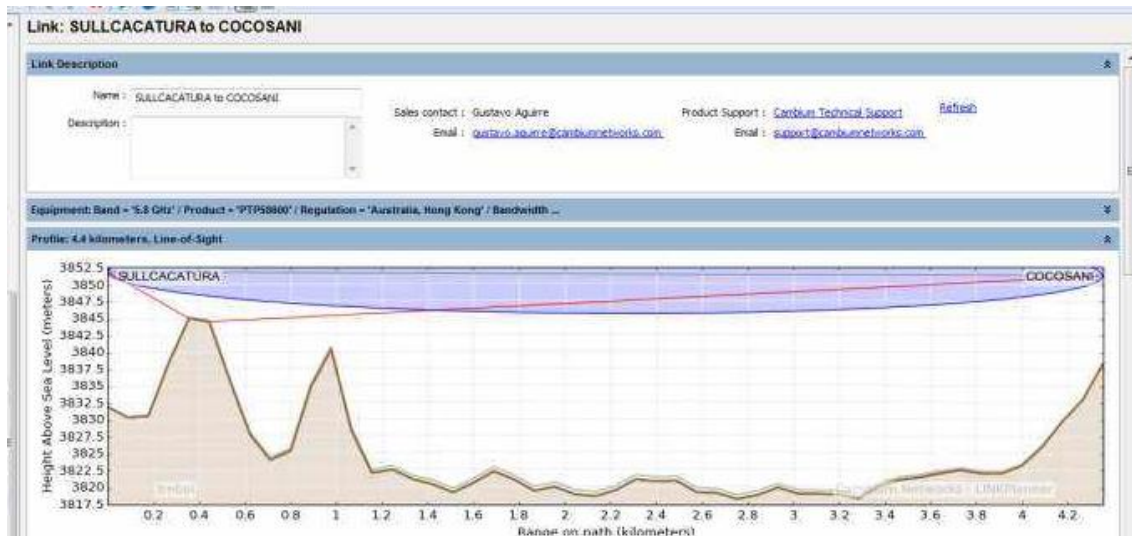 Link: SULLCACATURA to COCOSANI
Link Description
Name : SULLCACATURA to COCOSANI
Sales contact : Gustavo Aguirre
Product Support : Cambium Technical Support
Refresh
Description :
Email : gustavo.aguirre@cambiumnetworks.com
Email : support@cambiumnetworks.com
Equipment: Band = '5.8 GHz' / Product = 'PTP58600' / Regulation = 'Australia, Hong Kong' / Bandwidth ...
Profile: 4.4 kilometers, Line-of-Sight
Height Above Sea Level (meters)
3852.5
3850
3847.5
3845
3842.5
3840
3837.5
3835
3832.5
3830
3827.5
3825
3822.5
3820
3817.5
SULLCACATURA
COCOSANI
LINKPlanner
0.2 0.4 0.6 0.8 1 1.2 1.4 1.6 1.8 2 2.2 2.4 2.6 2.8 3 3.2 3.4 3.6 3.8 4 4.2
Range on path (kilometers)